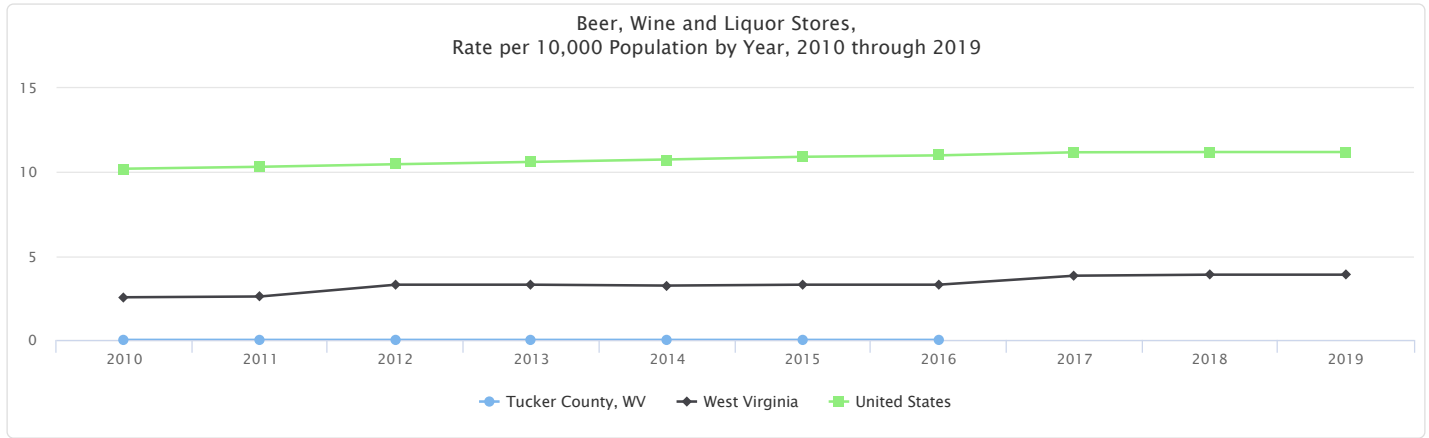 Beer, Wine and Liquor Stores,
Rate per 10,000 Population by Year, 2010 through 2019
15
10
5
0
2010 2011 2012 2013 2014 2015 2016 2017 2018 2019
Tucker County, WV West Virginia United States